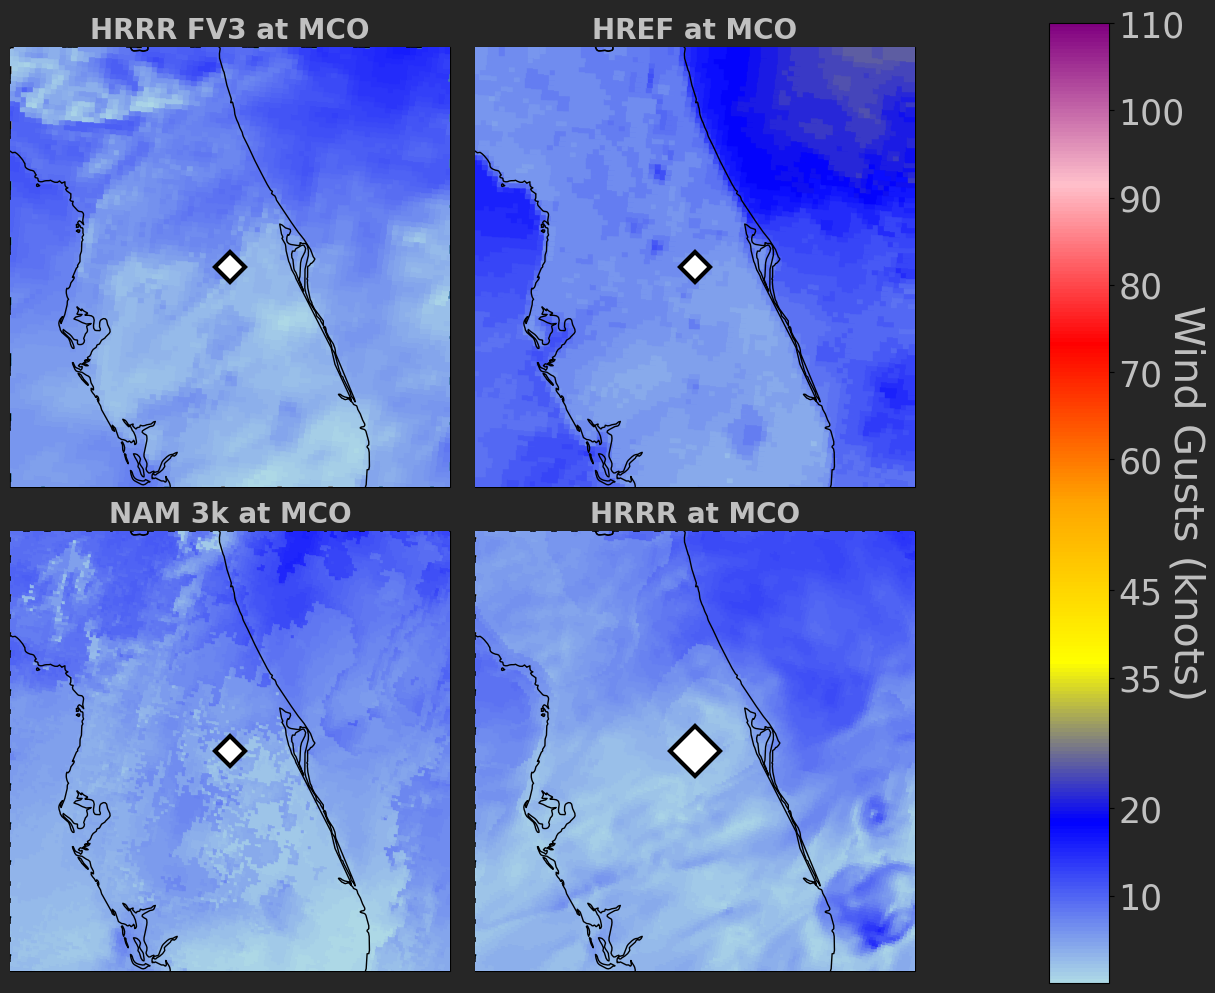 HRRR FV3 at MCO
HREF at MCO
NAM 3k at MCO
HRRR at MCO
110
100
90
80
70
60
45
35
20
10
Wind Gusts (knots)